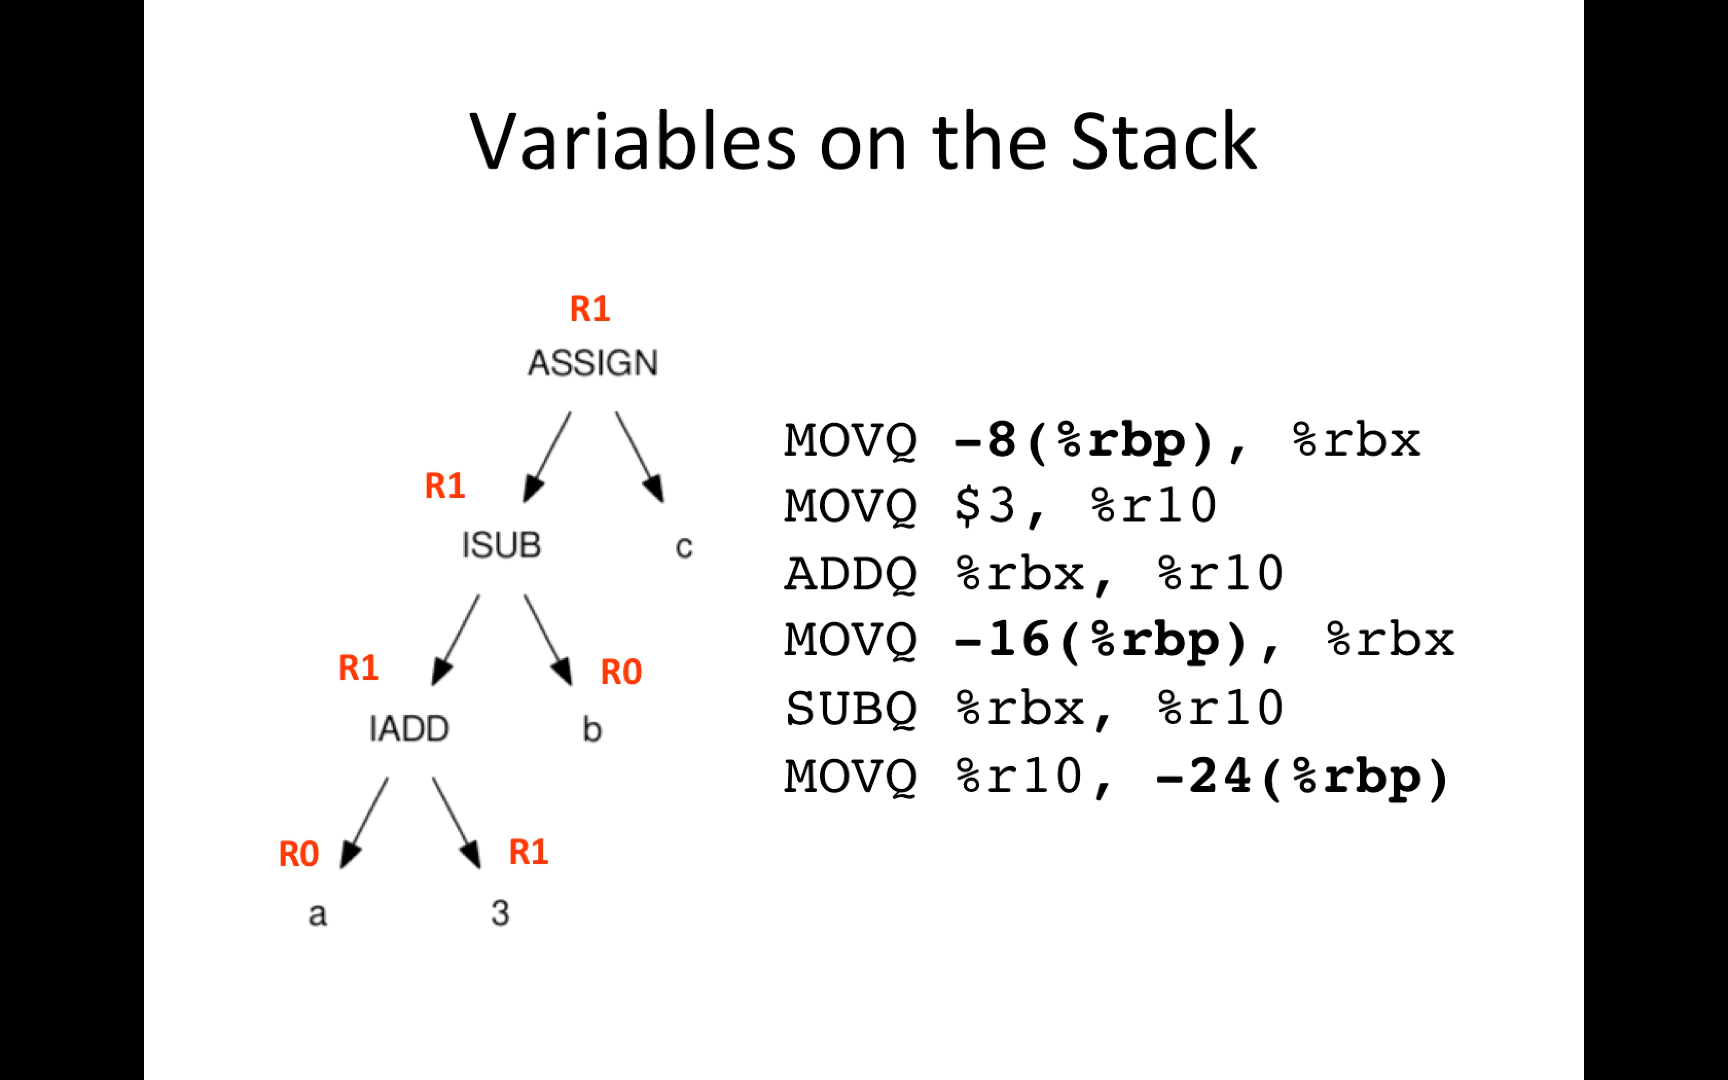 Variables on the Stack
R1
ASSIGN
R1
ISUB
c
R1
R0
IADD
b
R0
R1
a
3
MOVQ -8(%rbp), %rbx
MOVQ $3, %r10
ADDQ %rbx, %r10
MOVQ -16(%rbp), %rbx
SUBQ %rbx, %r10
MOVQ %r10, -24(%rbp)